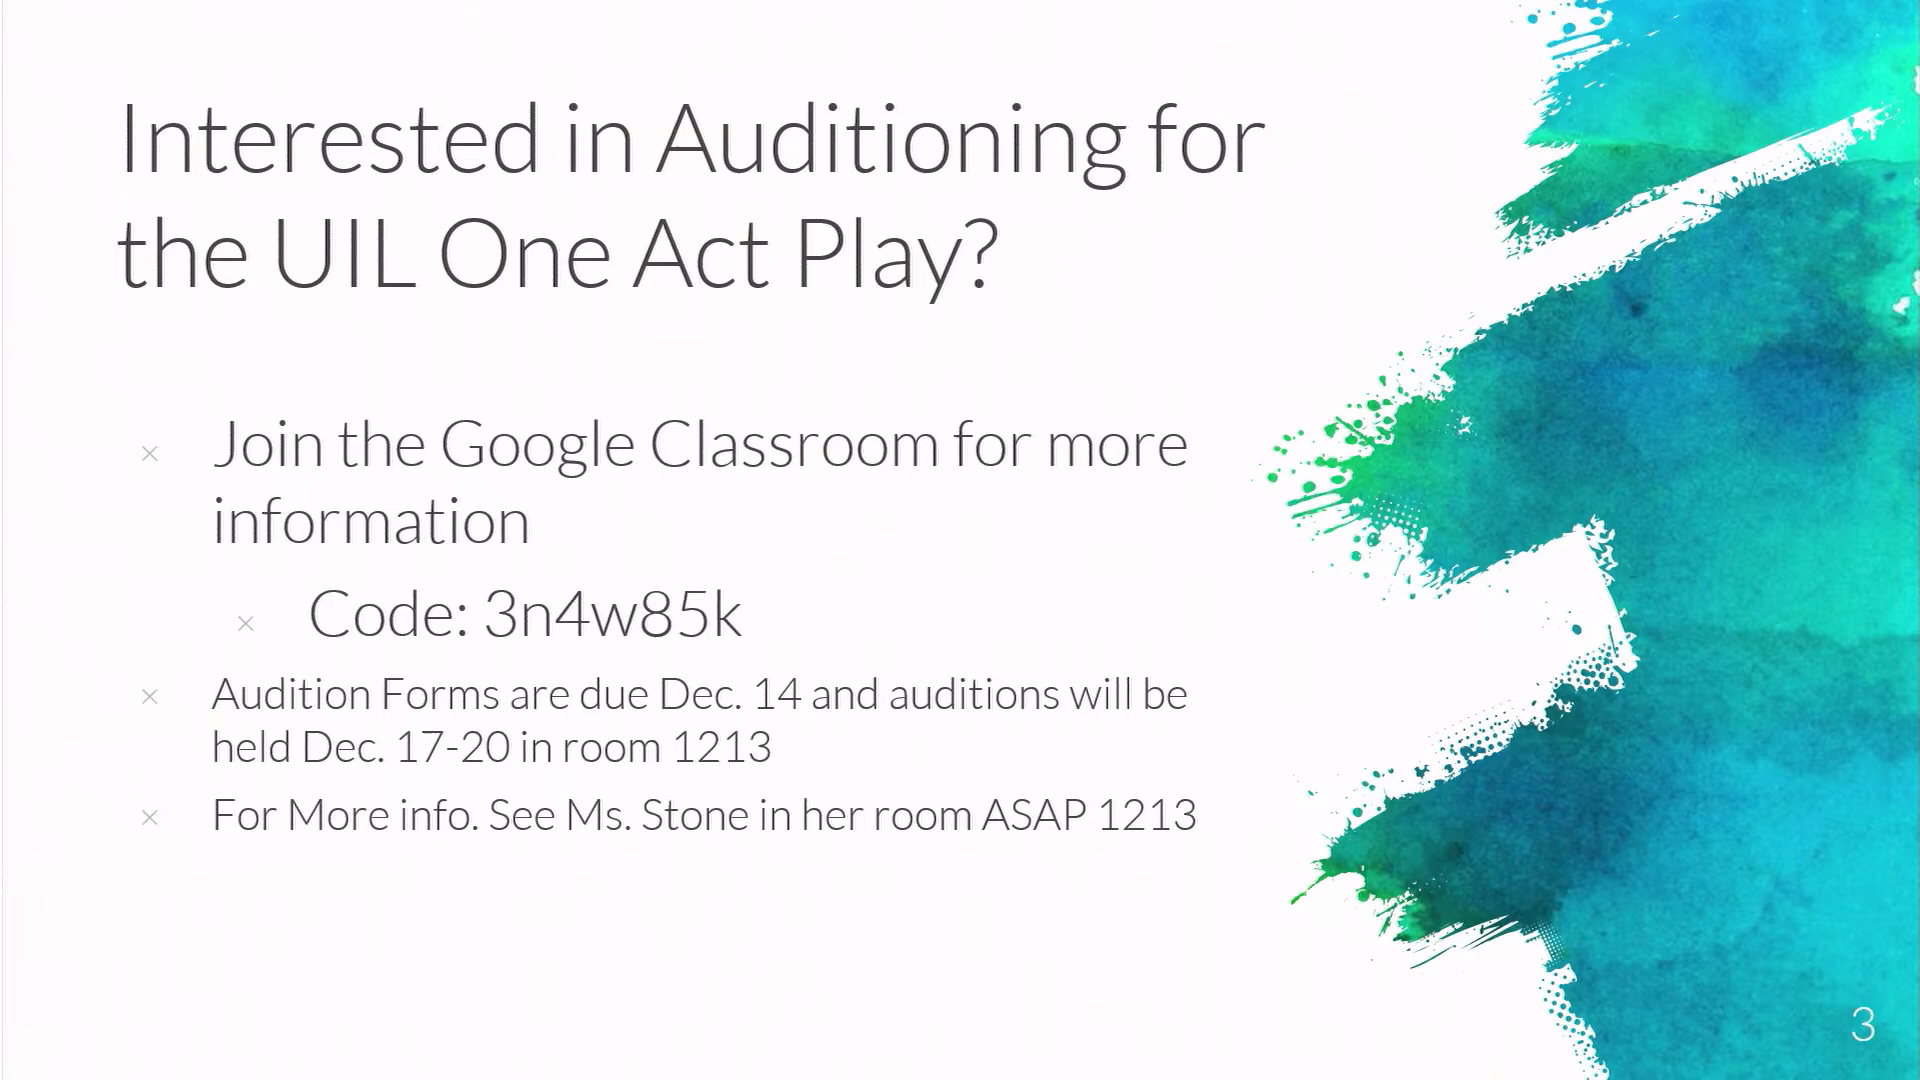 Interested in Auditioning for
the UIL One Act Play?
Join the Google Classroom for more
information
Code: 3n4w85k
Audition Forms are due Dec. 14 and auditions will be
held Dec. 17-20 in room 1213
For More info. See Ms. Stone in her room ASAP 1213
3